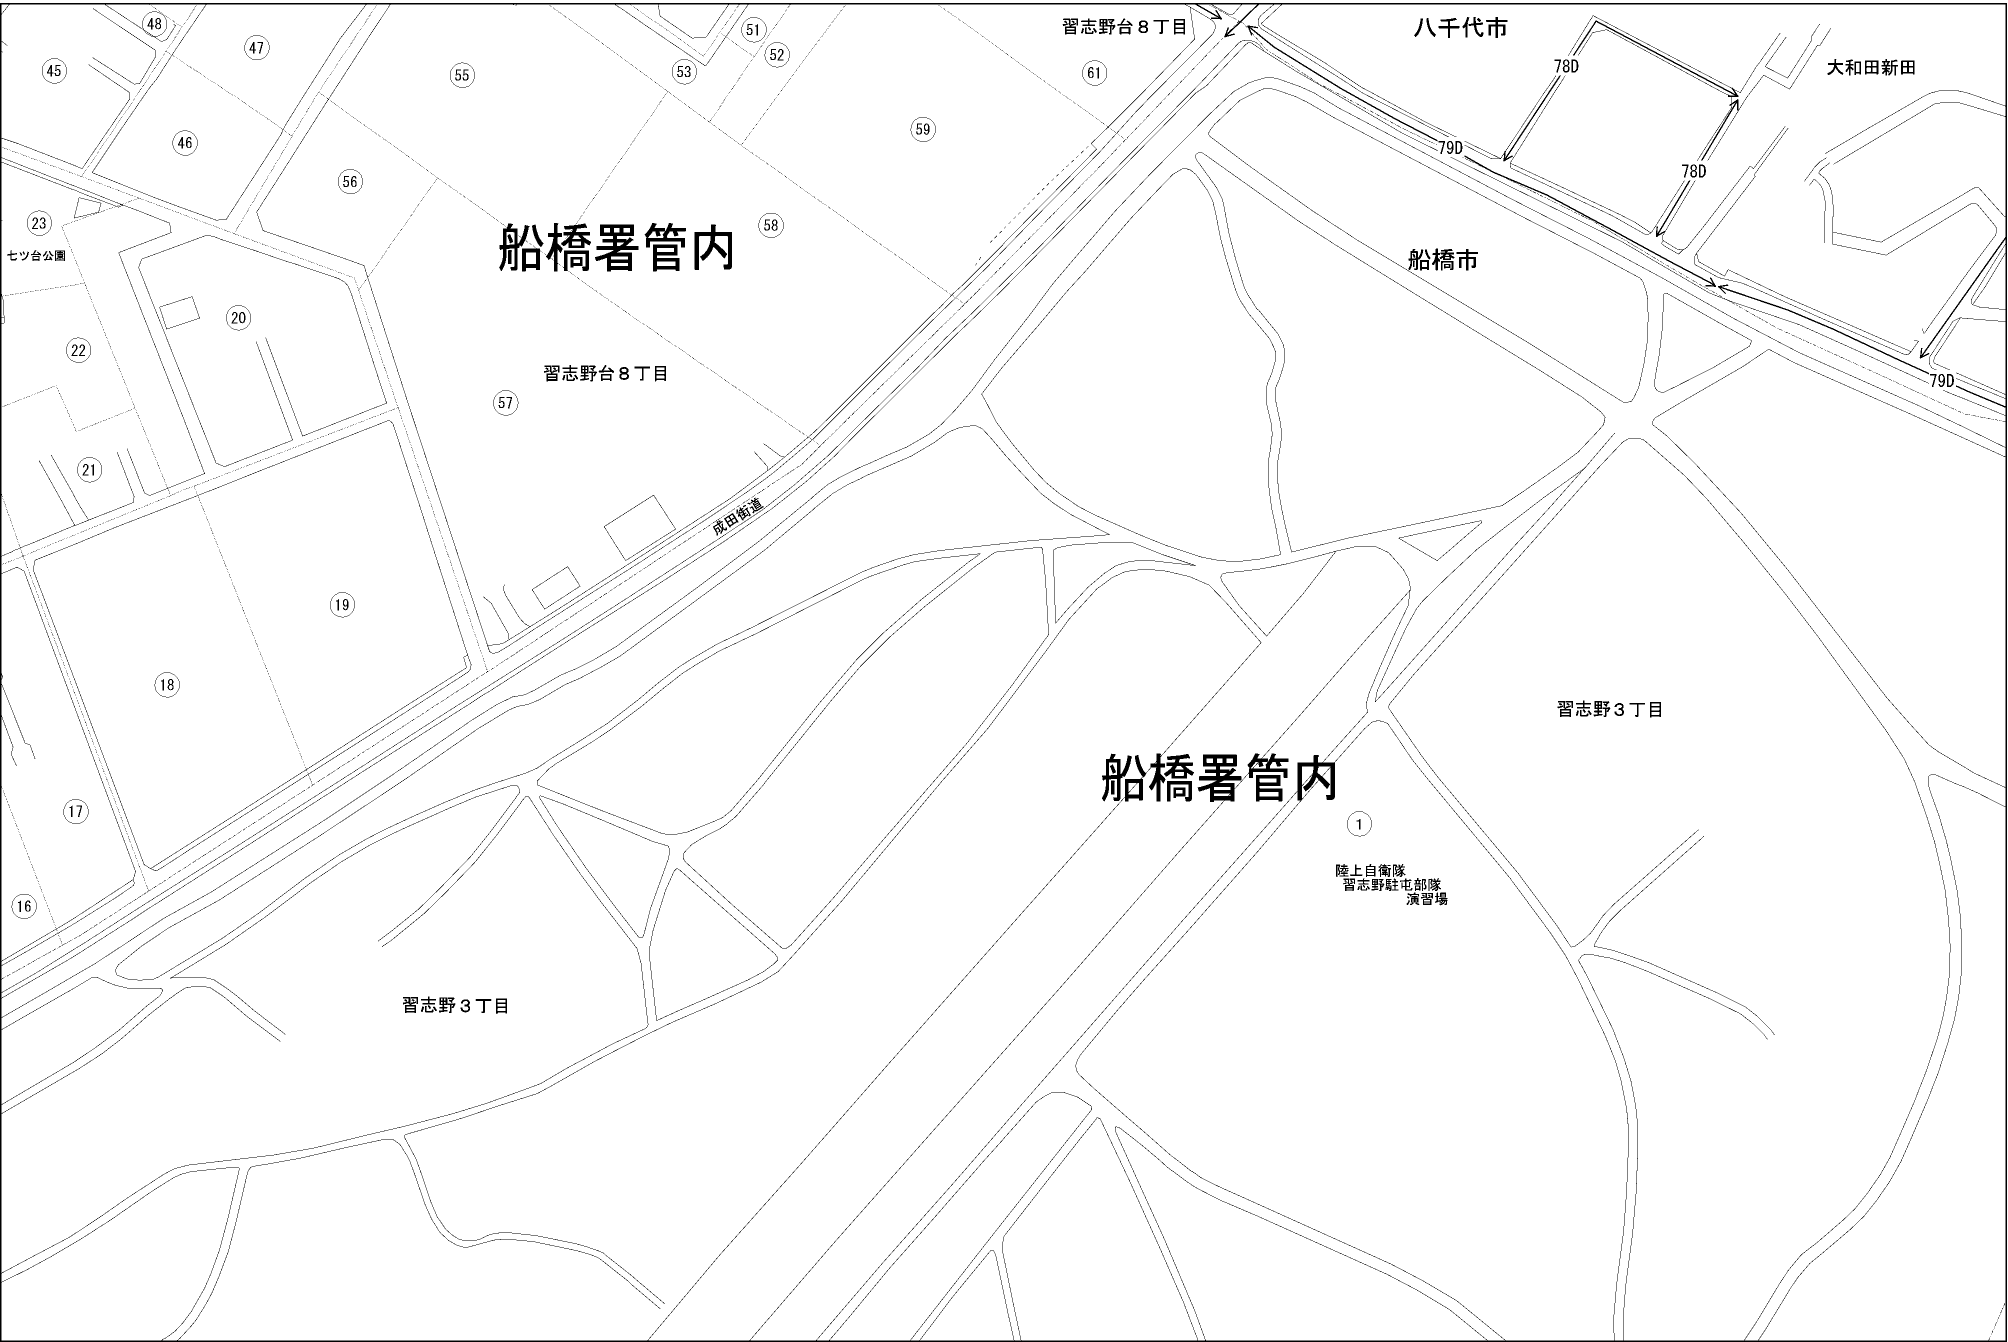 48
47
45
46
55
51
52
53
習志野台８丁目
61
八千代市
78D
大和田新田
59
79D
78D
56
58
23
七ツ台公園
船橋署管内
船橋市
20
22
習志野台８丁目
57
79D
21
成田街道
19
18
習志野３丁目
船橋署管内
17
1
陸上自衛隊
習志野駐屯部隊
演習場
16
習志野３丁目